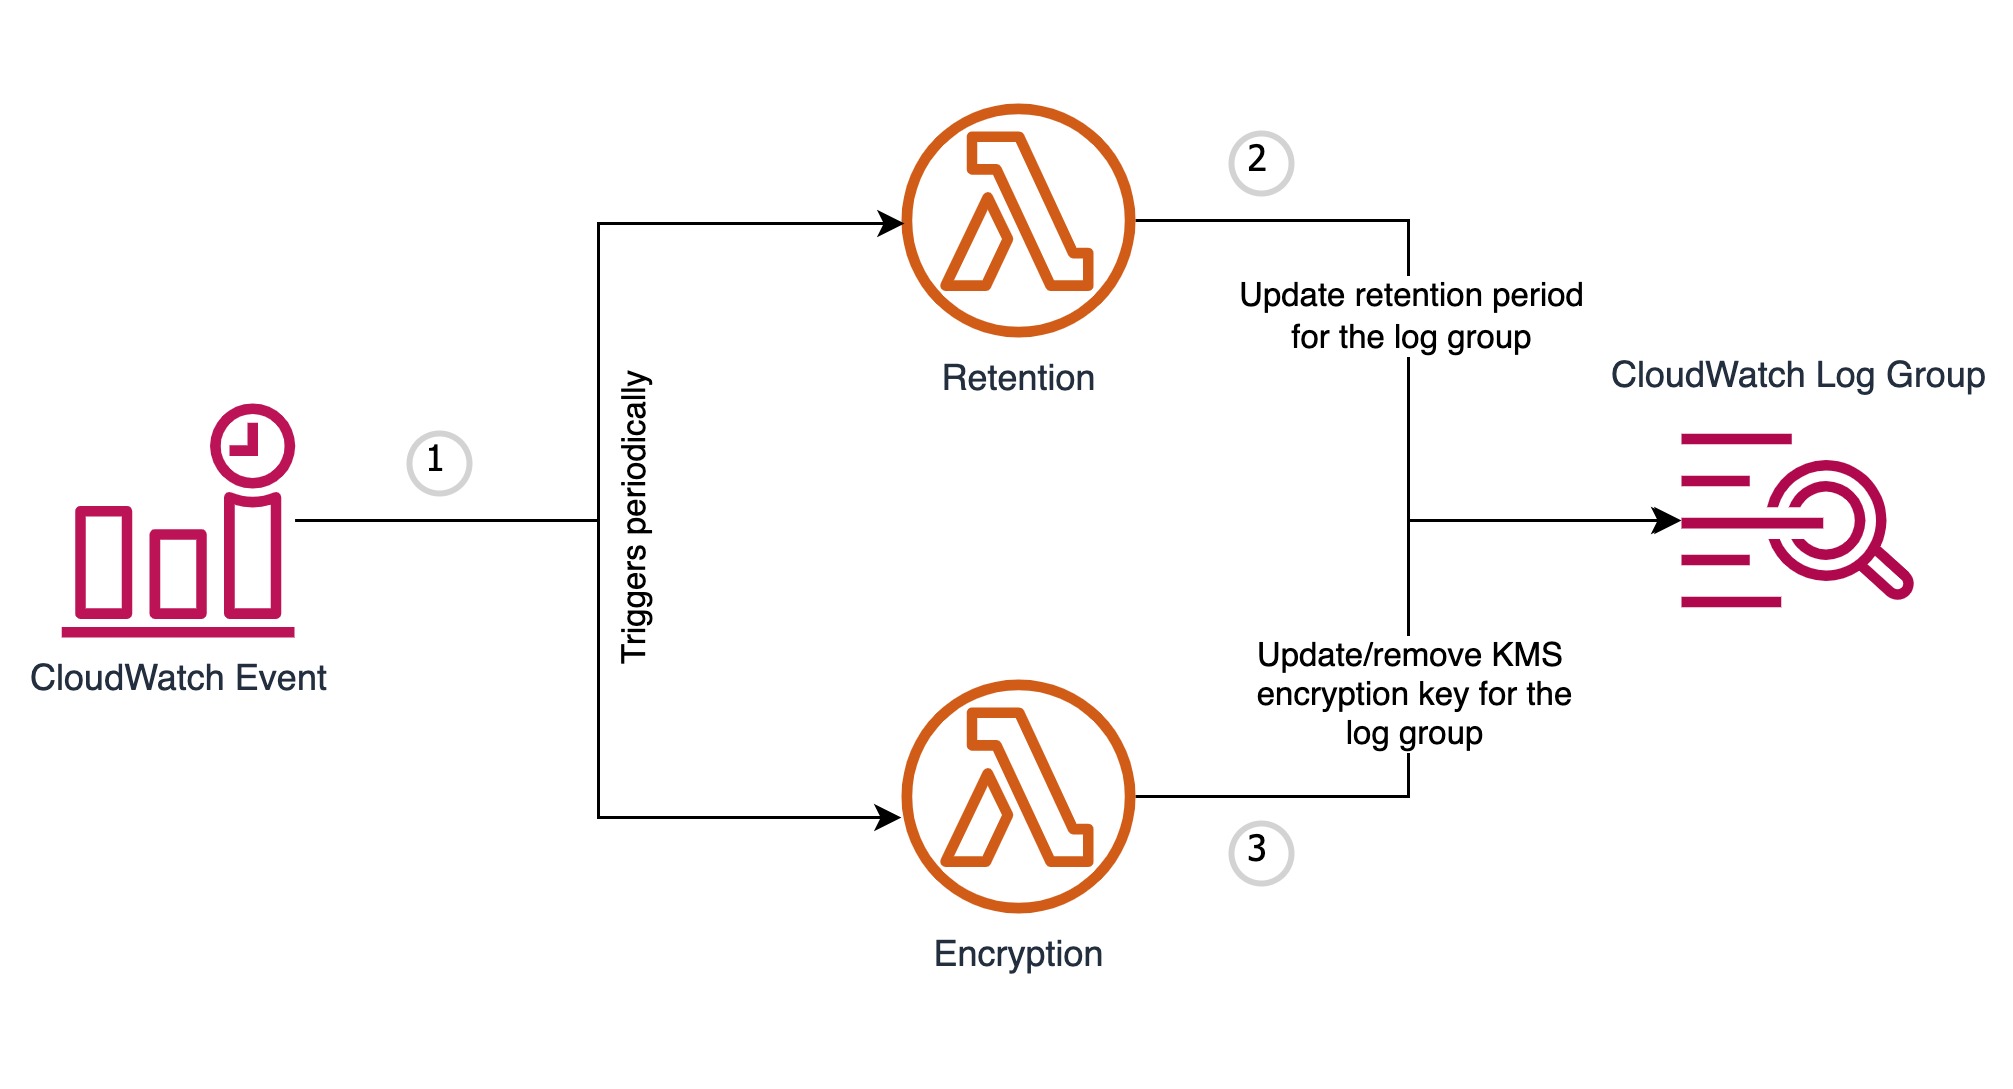 2
Update retention period
for the log group
Retention
CloudWatch Log Group
1
Triggers periodically
CloudWatch Event
Update/remove KMS
encryption key for the
log group
3
Encryption